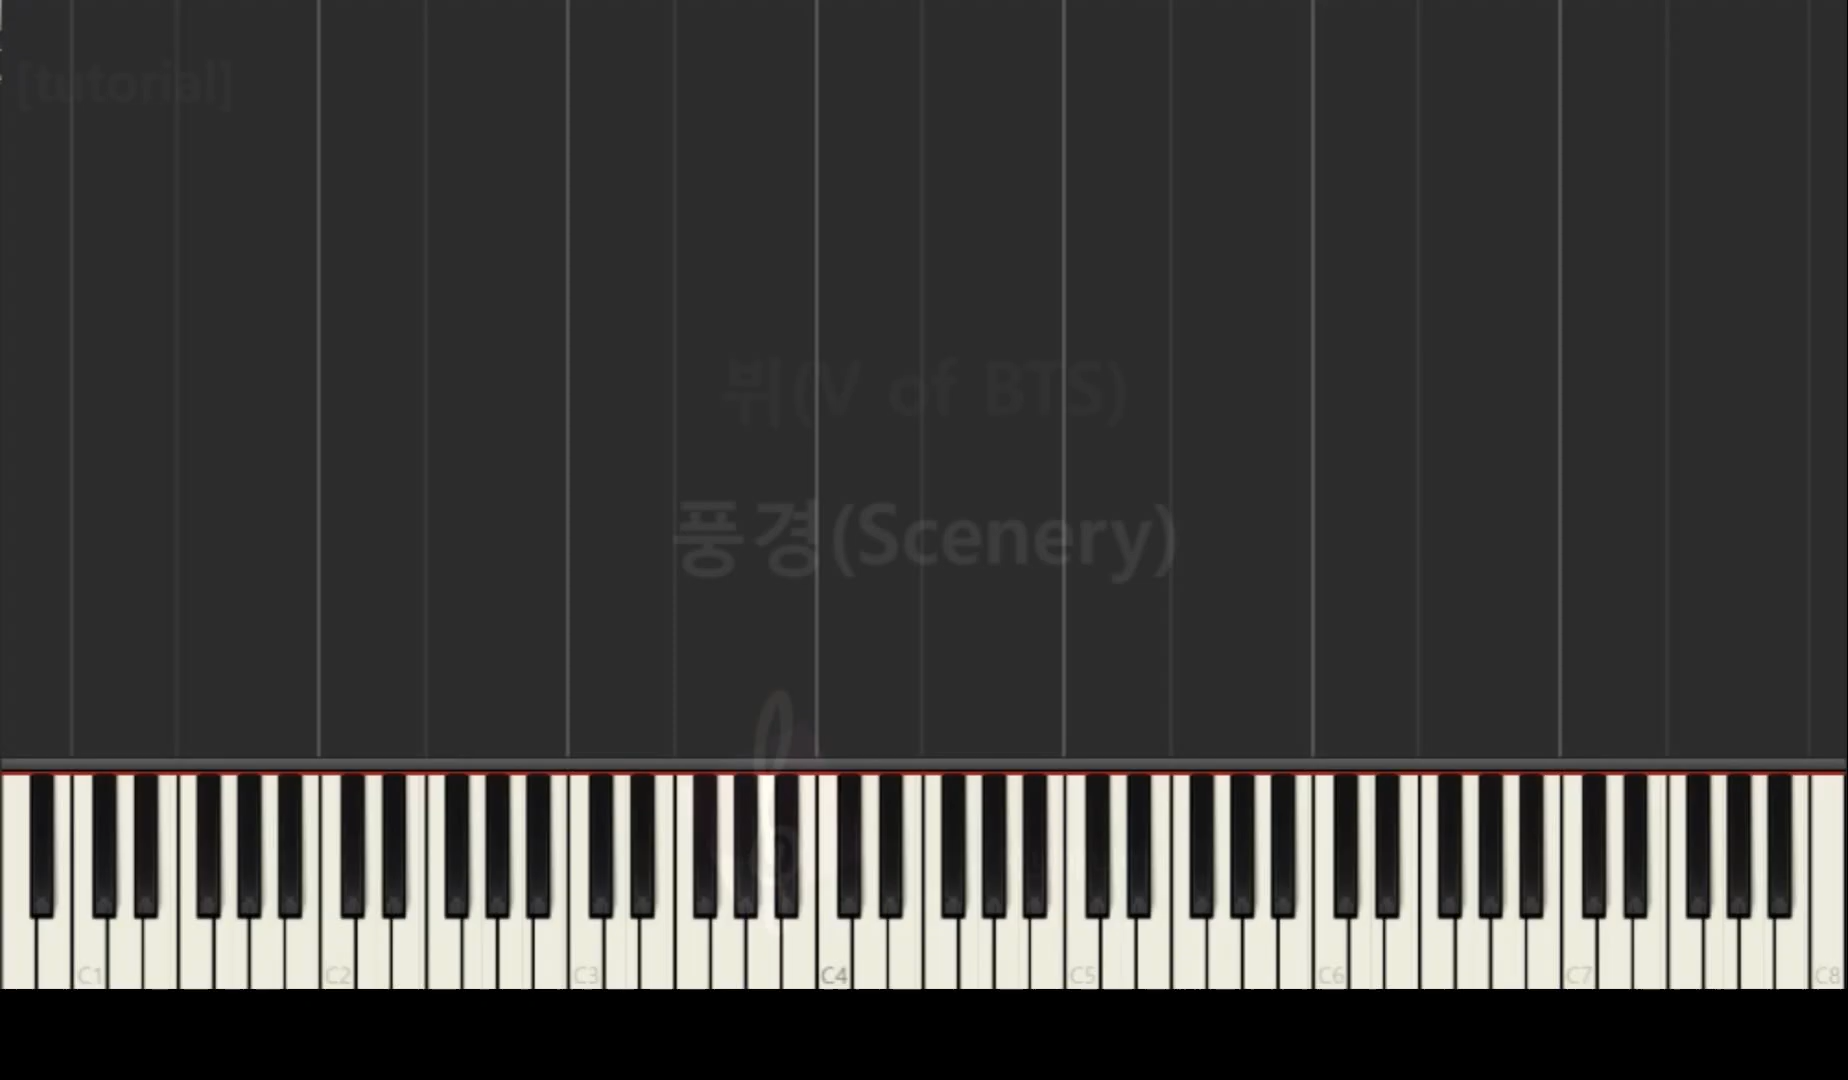 [tutorial]
뷔(V of BTS)
풍경(Scenery)
C1 C2 C3 C4 C5 C6 C7 C8